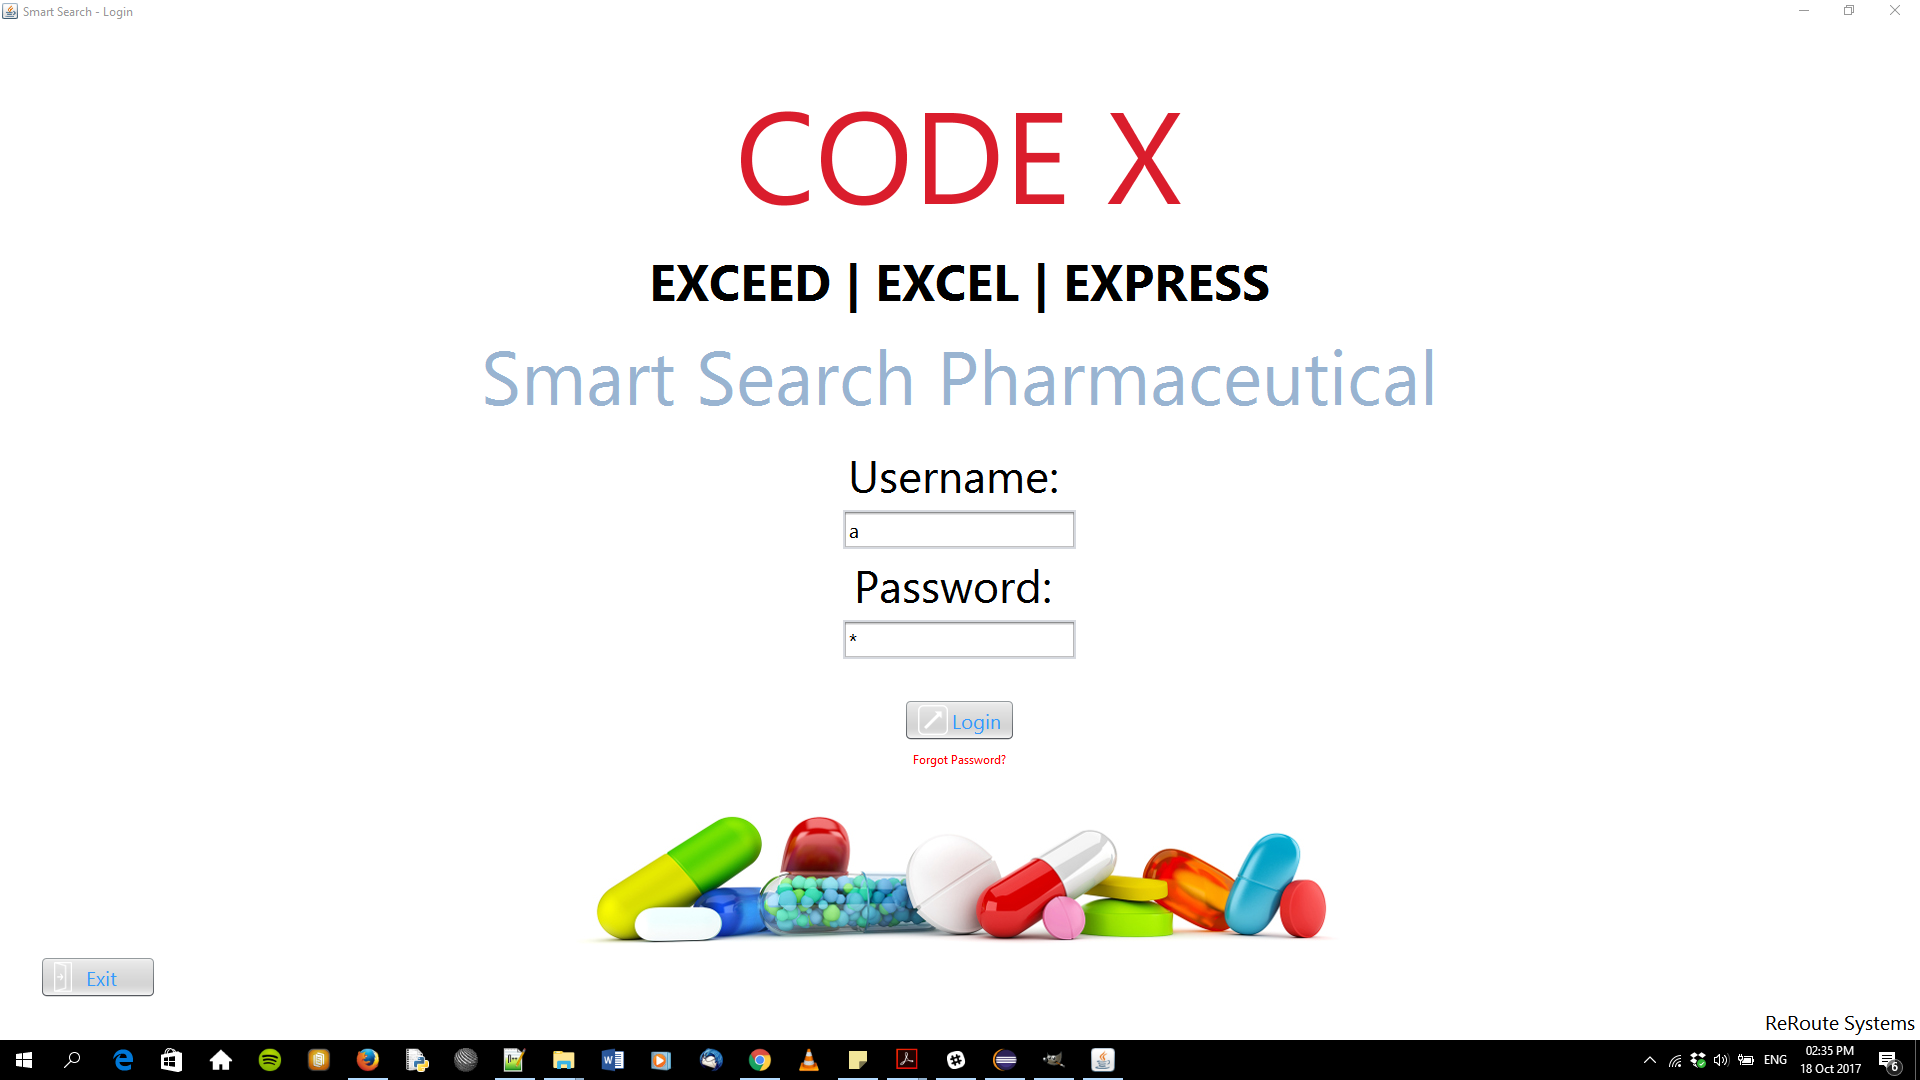 Smart Search - Login
CODE X
EXCEED | EXCEL | EXPRESS
Smart Search Pharmaceutical
Username:
a
Password:
*
Login
Forgot Password?
Exit
ReRoute Systems
ENG
02:35 PM
18 Oct 2017
6